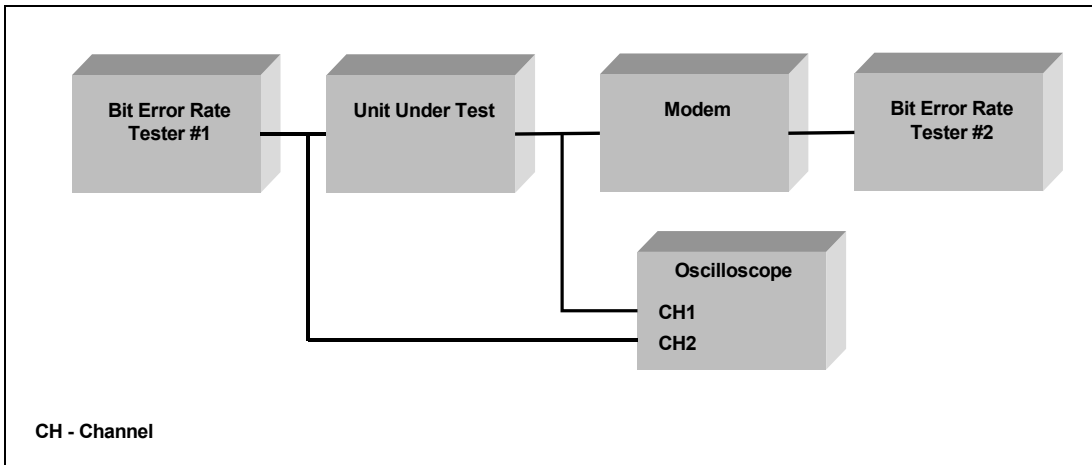 Bit Error Rate
Tester #1
Unit Under Test
Modem
Bit Error Rate
Tester #2
Oscilloscope
CH1
CH2
CH - Channel